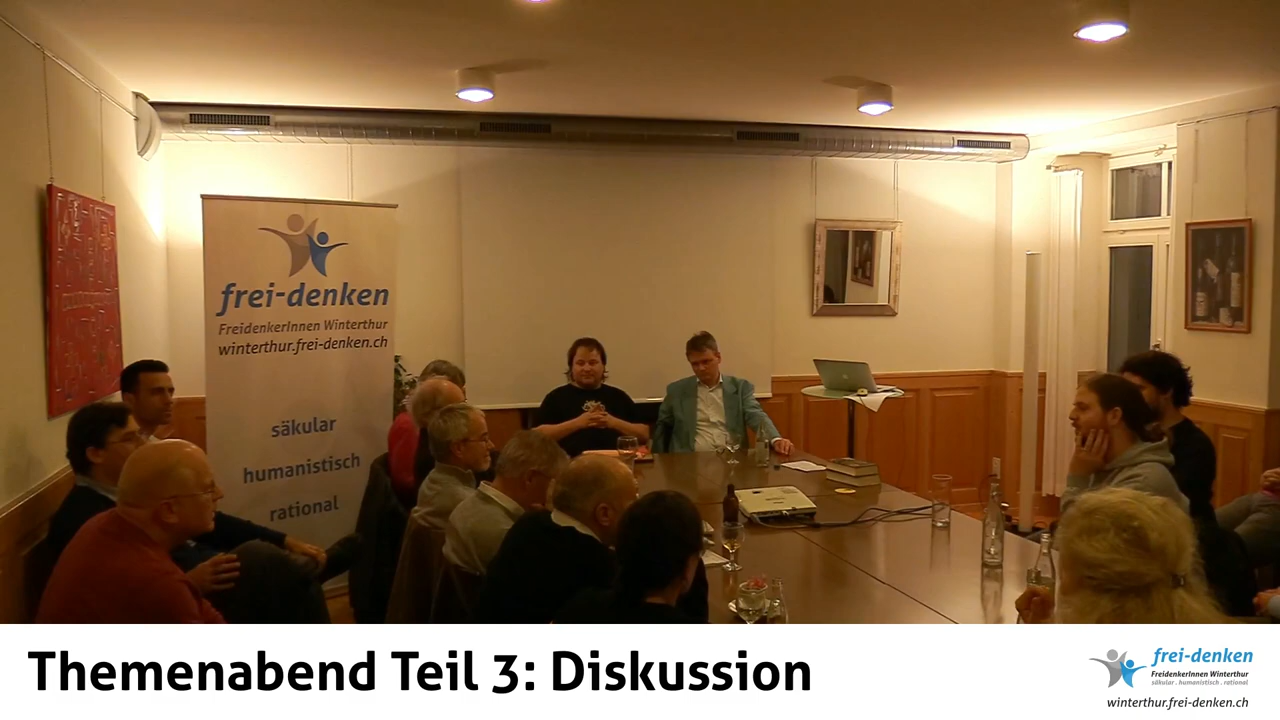 frei-denken
FreidenkerInnen Winterthur
winterthur.frei-denken.ch
säkular
humanistisch
rational
Themenabend Teil 3: Diskussion
frei-denken
FreidenkerInnen Winterthur
säkular . humanistisch . rational
winterthur.frei-denken.ch